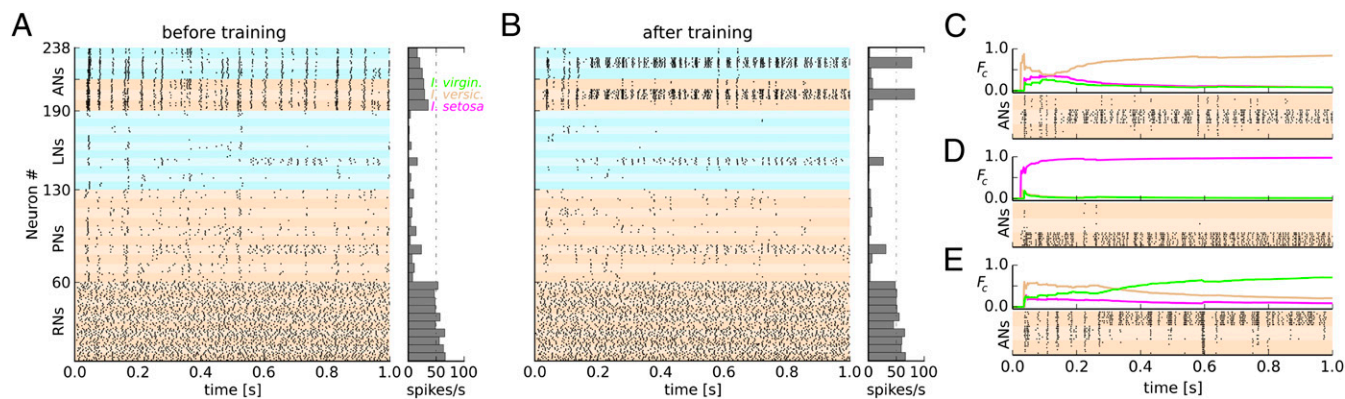 A
before training
238
ANs
190
LNs
130
PNs
60
RNs
Neuron #
I. virgin.
I. versic.
I. setosa
0.0 0.2 0.4 0.6 0.8 1.0
time [s]
0 50 100
spikes/s
B
after training
0.0 0.2 0.4 0.6 0.8 1.0
time [s]
0 50 100
spikes/s
C
1.0
Fc
0.0
ANs
D
1.0
Fc
0.0
ANs
E
1.0
Fc
0.0
ANs
0.0 0.2 0.4 0.6 0.8 1.0
time [s]